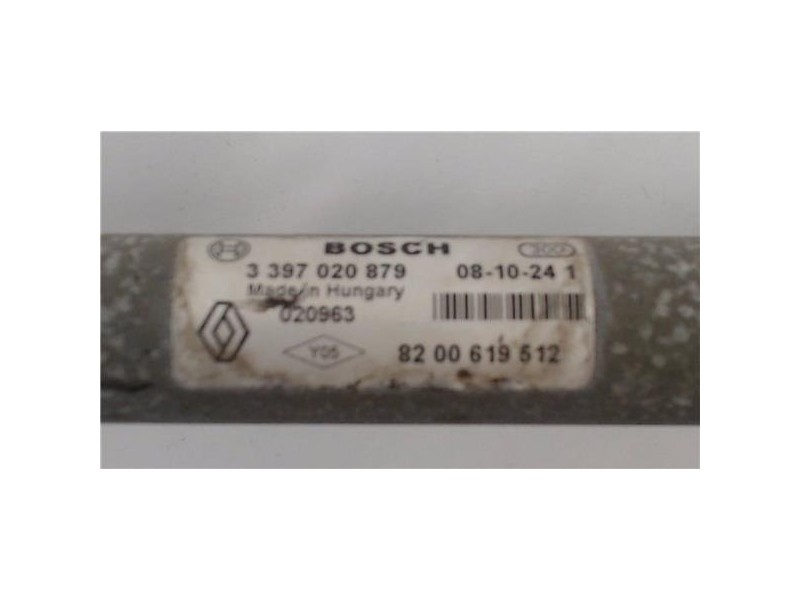 BOSCH
3 397 020 879 08-10-24 1
Made in Hungary
020963
Y05
82 00 619 512